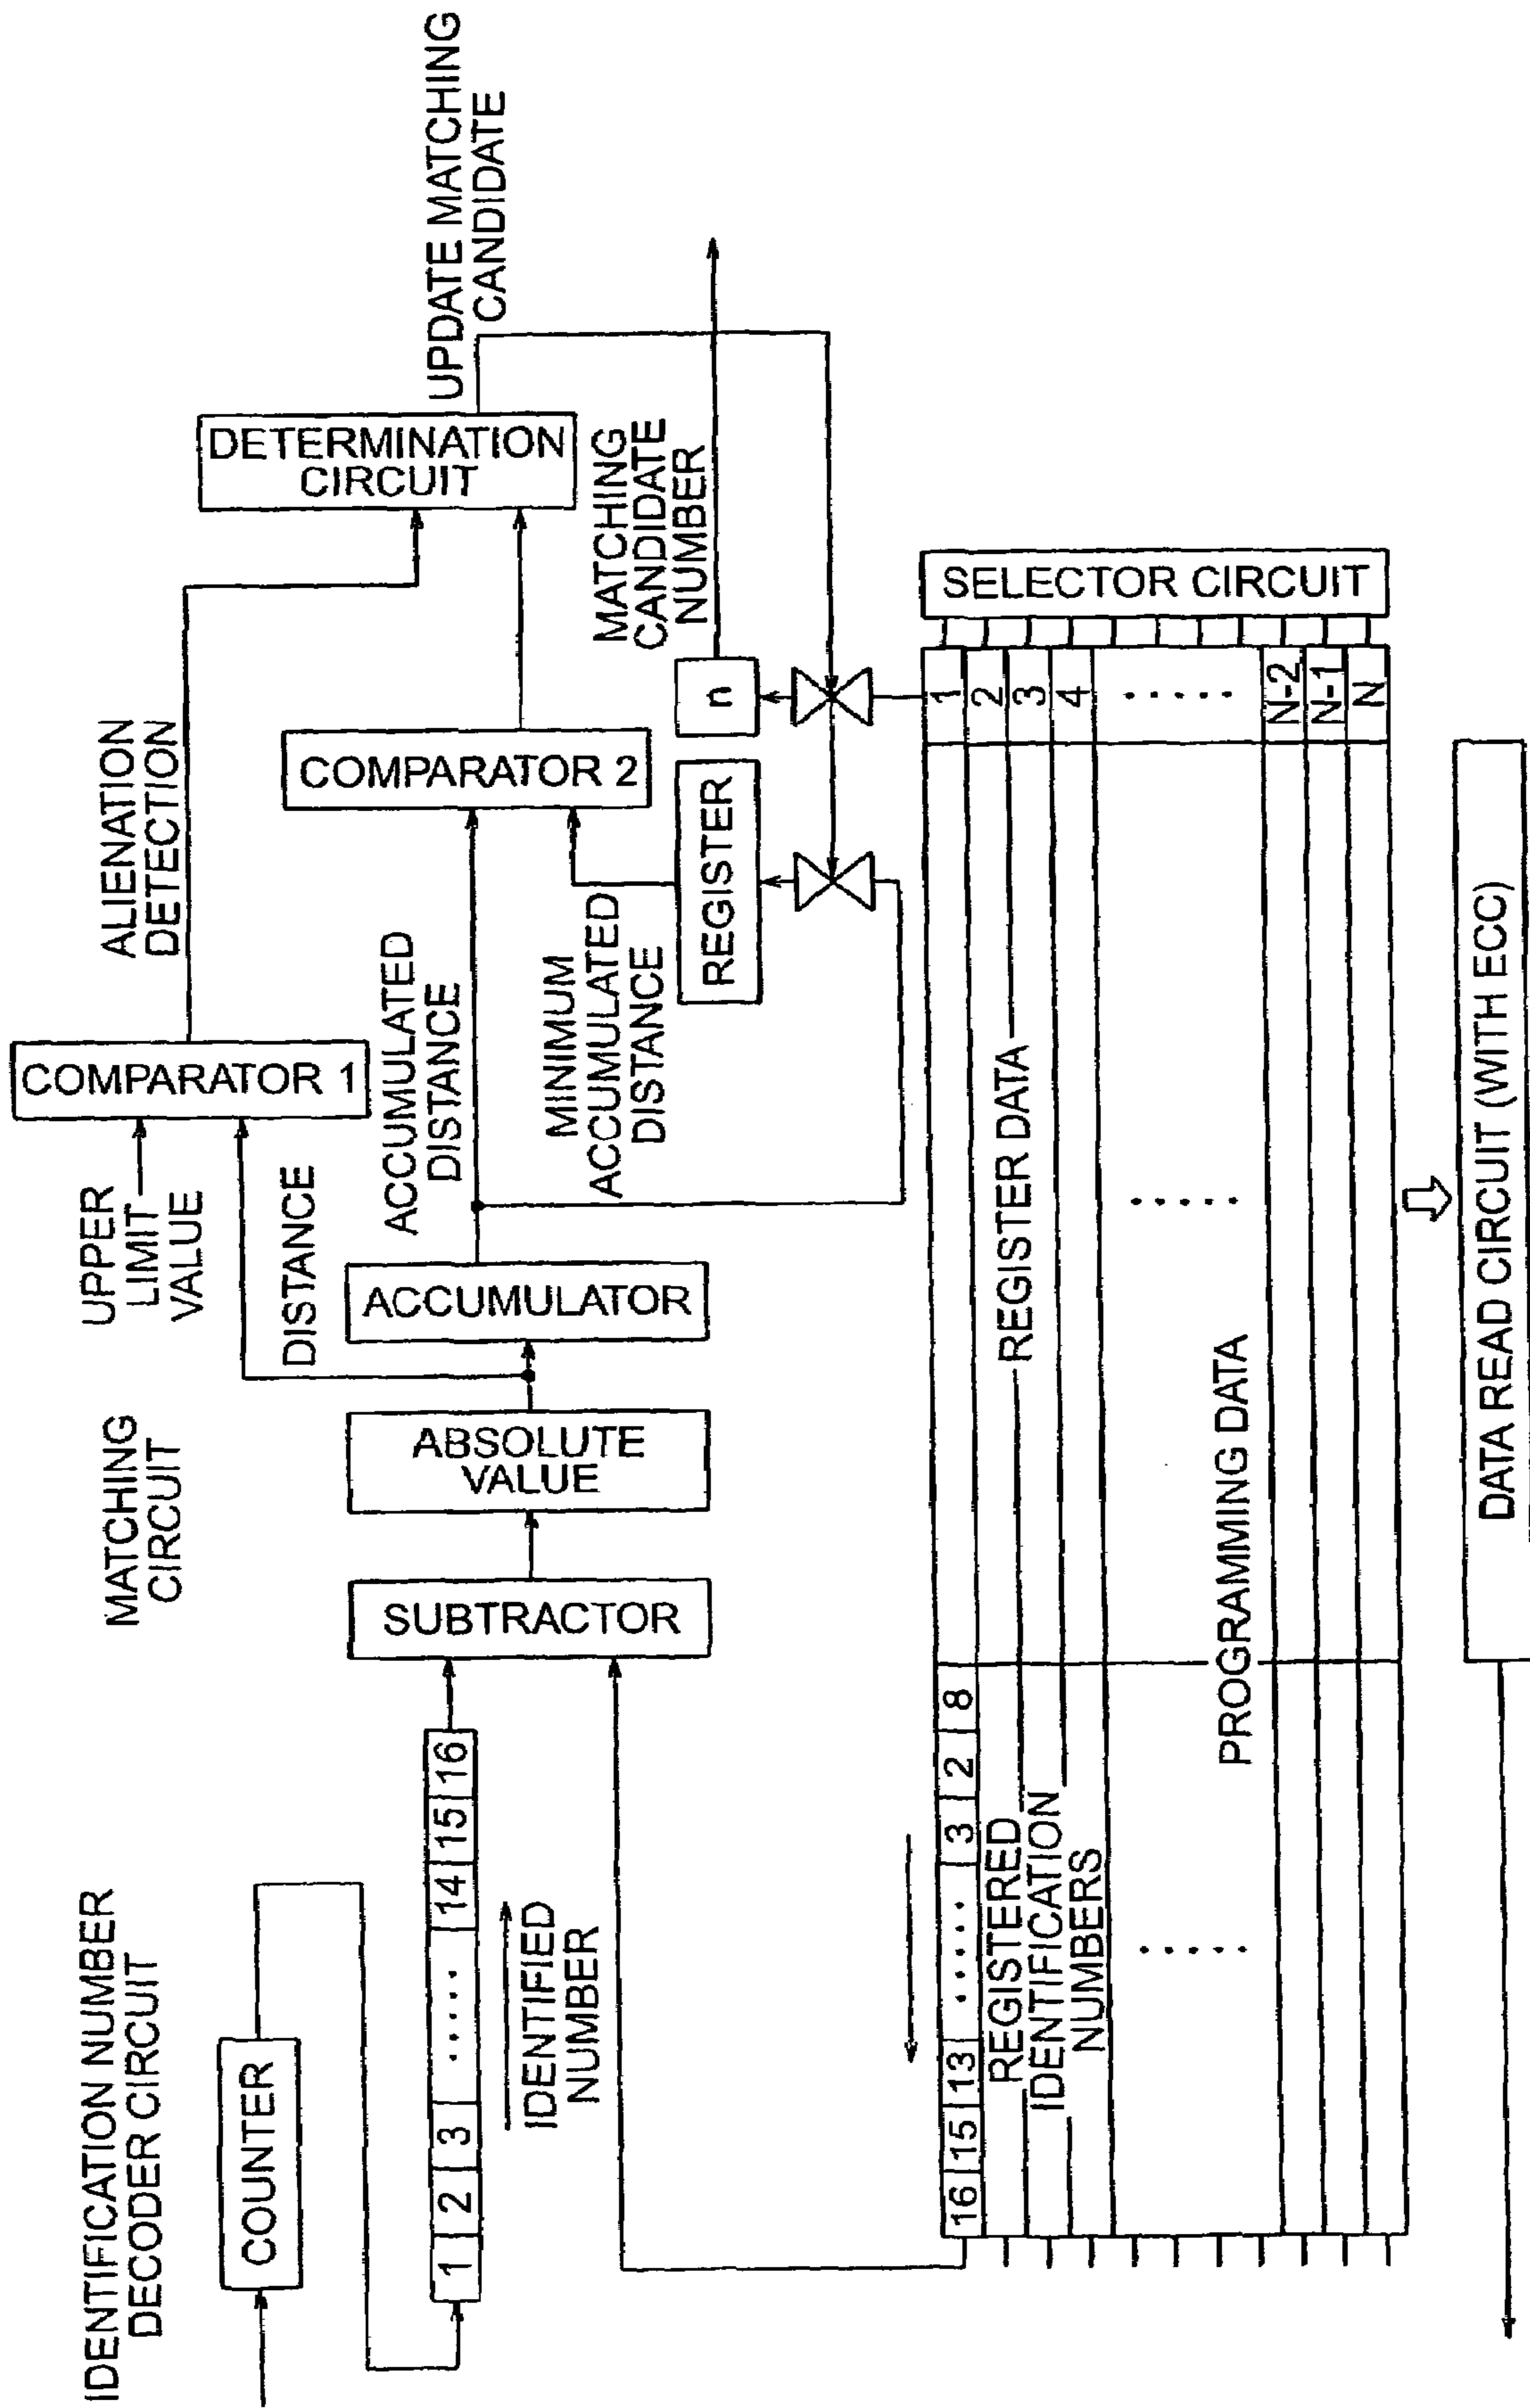 IDENTIFICATION NUMBER
DECODER CIRCUIT
COUNTER
1 2 3 ..... 14 15 16
IDENTIFIED
NUMBER
MATCHING
CIRCUIT
SUBTRACTOR
ABSOLUTE
VALUE
ACCUMULATOR
UPPER
LIMIT
VALUE
DISTANCE
COMPARATOR 1
ALIENATION
DETECTION
ACCUMULATED
DISTANCE
MINIMUM
ACCUMULATED
DISTANCE
COMPARATOR 2
REGISTER
DETERMINATION
CIRCUIT
UPDATE MATCHING
CANDIDATE
MATCHING
CANDIDATE
NUMBER
n
16 15 13 ..... 3 2 8
REGISTERED
IDENTIFICATION
NUMBERS
.....
REGISTER DATA
.....
PROGRAMMING DATA
1
2
3
4
.....
N-2
N-1
N
SELECTOR CIRCUIT
DATA READ CIRCUIT (WITH ECC)